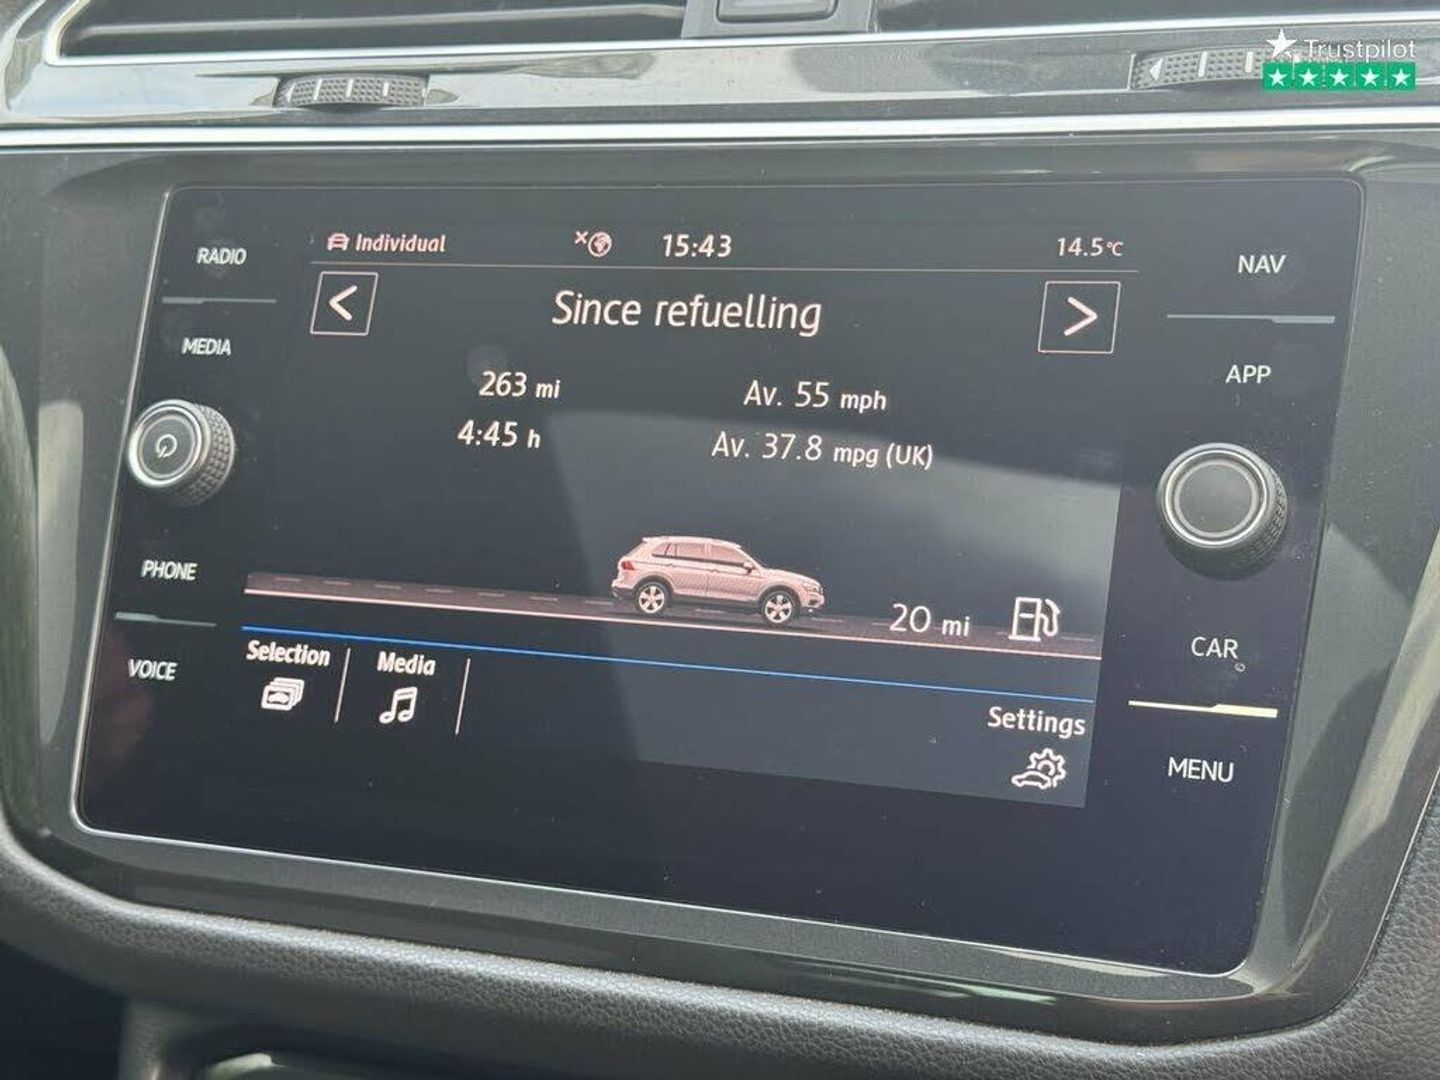 Trustpilot
RADIO
MEDIA
PHONE
VOICE
Individual
15:43
14.5°C
<
Since refuelling
>
263 mi
Av. 55 mph
4:45 h
Av. 37.8 mpg (UK)
20 mi
Selection
Media
Settings
NAV
APP
CAR
MENU